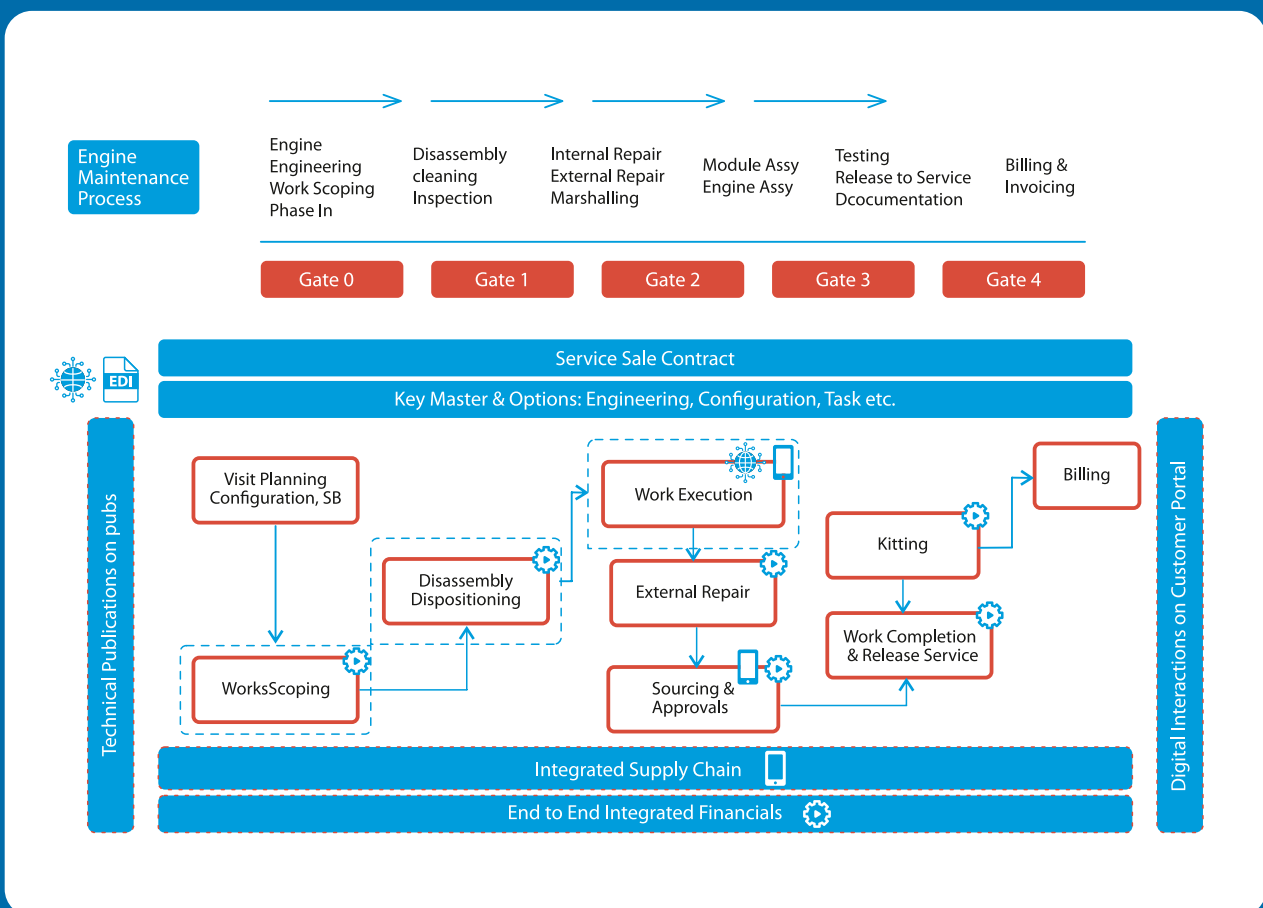 Engine
Maintenance
Process
Engine
Engineering
Work Scoping
Phase In
Disassembly
cleaning
Inspection
Internal Repair
External Repair
Marshalling
Module Assy
Engine Assy
Testing
Release to Service
Dcocumentation
Billing &
Invoicing
Gate 0
Gate 1
Gate 2
Gate 3
Gate 4
EDI
Service Sale Contract
Key Master & Options: Engineering, Configuration, Task etc.
Technical Publications on pubs
Visit Planning
Configuration, SB
WorksScoping
Disassembly
Dispositioning
Work Execution
External Repair
Sourcing &
Approvals
Kitting
Work Completion
& Release Service
Billing
Digital Interactions on Customer Portal
Integrated Supply Chain
End to End Integrated Financials